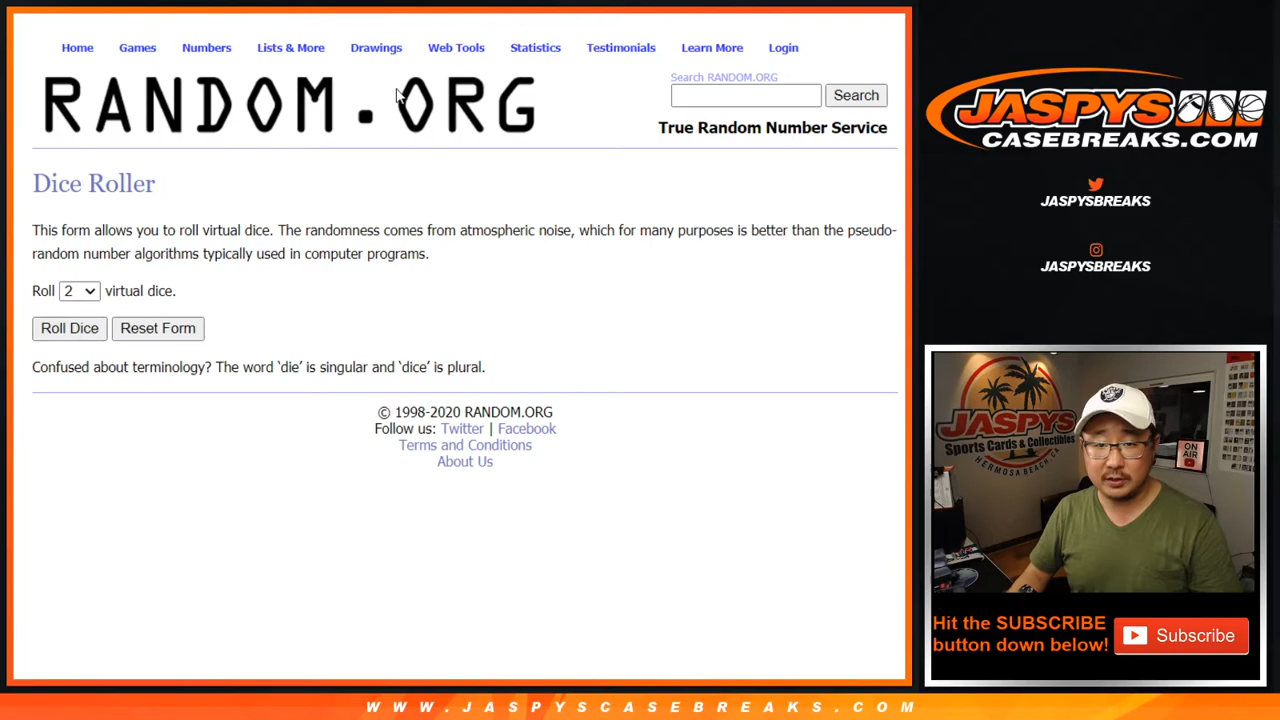 Home Games Numbers Lists & More Drawings Web Tools Statistics Testimonials Learn More Login
RANDOM.ORG
Search RANDOM.ORG
Search
True Random Number Service
Dice Roller
This form allows you to roll virtual dice. The randomness comes from atmospheric noise, which for many purposes is better than the pseudo-
random number algorithms typically used in computer programs.
Roll 2 virtual dice.
Roll Dice Reset Form
Confused about terminology? The word ‘die’ is singular and ‘dice’ is plural.
© 1998-2020 RANDOM.ORG
Follow us: Twitter | Facebook
Terms and Conditions
About Us
JASPYS
CASEBREAKS.COM
JASPYSBREAKS
JASPYSBREAKS
JASPYS
Sports Cards & Collectibles
HERMOSA BEACH, CA
ON
AIR
Hit the SUBSCRIBE
button down below!
Subscribe
WWW.JASPYSCASEBREAKS.COM